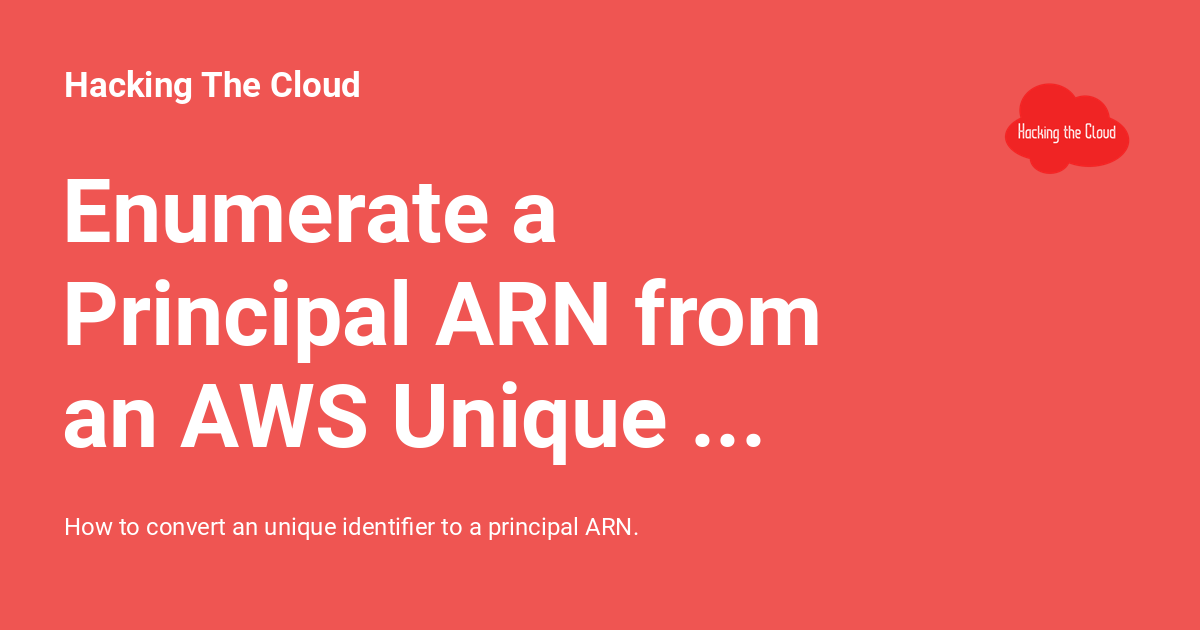 Hacking The Cloud
Hacking the Cloud
Enumerate a
Principal ARN from
an AWS Unique ...
How to convert an unique identifier to a principal ARN.